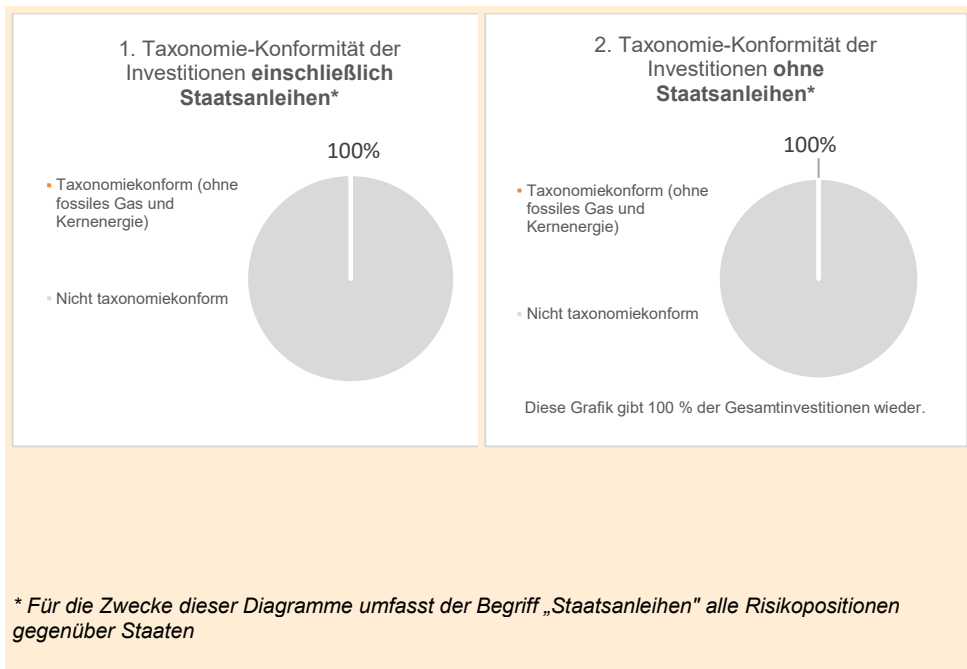 1. Taxonomie-Konformität der
Investitionen einschließlich
Staatsanleihen*
100%
Taxonomiekonform (ohne
fossiles Gas und
Kernenergie)
Nicht taxonomiekonform
2. Taxonomie-Konformität der
Investitionen ohne
Staatsanleihen*
100%
Taxonomiekonform (ohne
fossiles Gas und
Kernenergie)
Nicht taxonomiekonform
Diese Grafik gibt 100 % der Gesamtinvestitionen wieder.
* Für die Zwecke dieser Diagramme umfasst der Begriff „Staatsanleihen" alle Risikopositionen
gegenüber Staaten